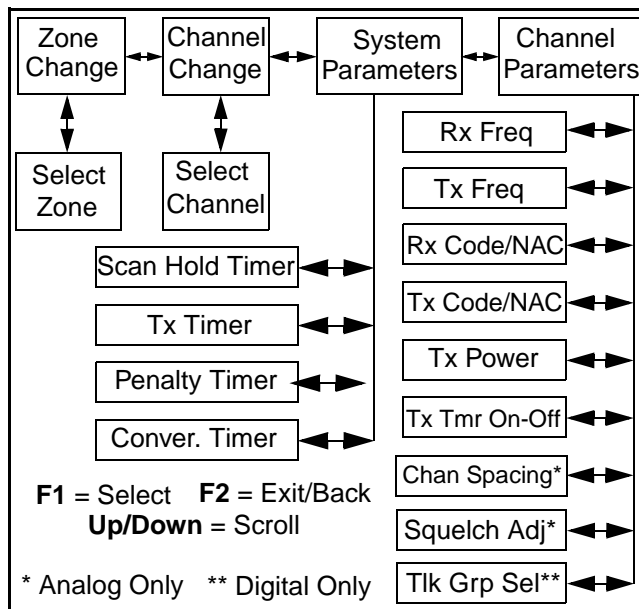 Zone
Change
Channel
Change
System
Parameters
Channel
Parameters
Select
Zone
Select
Channel
Scan Hold Timer
Tx Timer
Penalty Timer
Conver. Timer
Rx Freq
Tx Freq
Rx Code/NAC
Tx Code/NAC
Tx Power
Tx Tmr On-Off
Chan Spacing*
Squelch Adj*
Tlk Grp Sel**
F1 = Select F2 = Exit/Back
Up/Down = Scroll
* Analog Only ** Digital Only